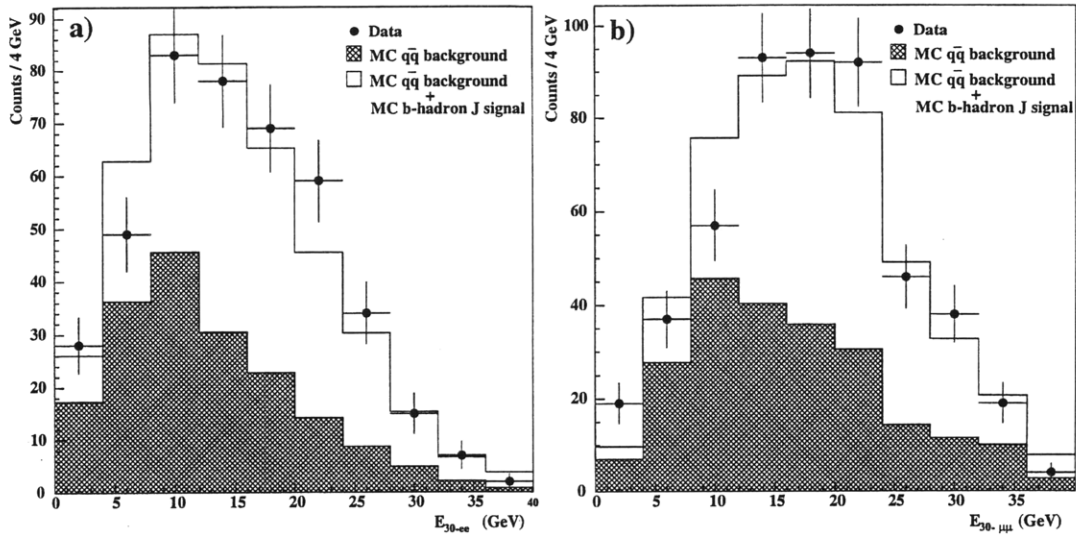 a)
Counts / 4 GeV
90
80
70
60
50
40
30
20
10
0
Data
MC qq̄ background
MC qq̄ background
+
MC b-hadron J signal
0 5 10 15 20 25 30 35 40
E30-ee (GeV)
b)
Counts / 4 GeV
100
80
60
40
20
0
Data
MC qq̄ background
MC qq̄ background
+
MC b-hadron J signal
0 5 10 15 20 25 30 35
E30- μμ (GeV)